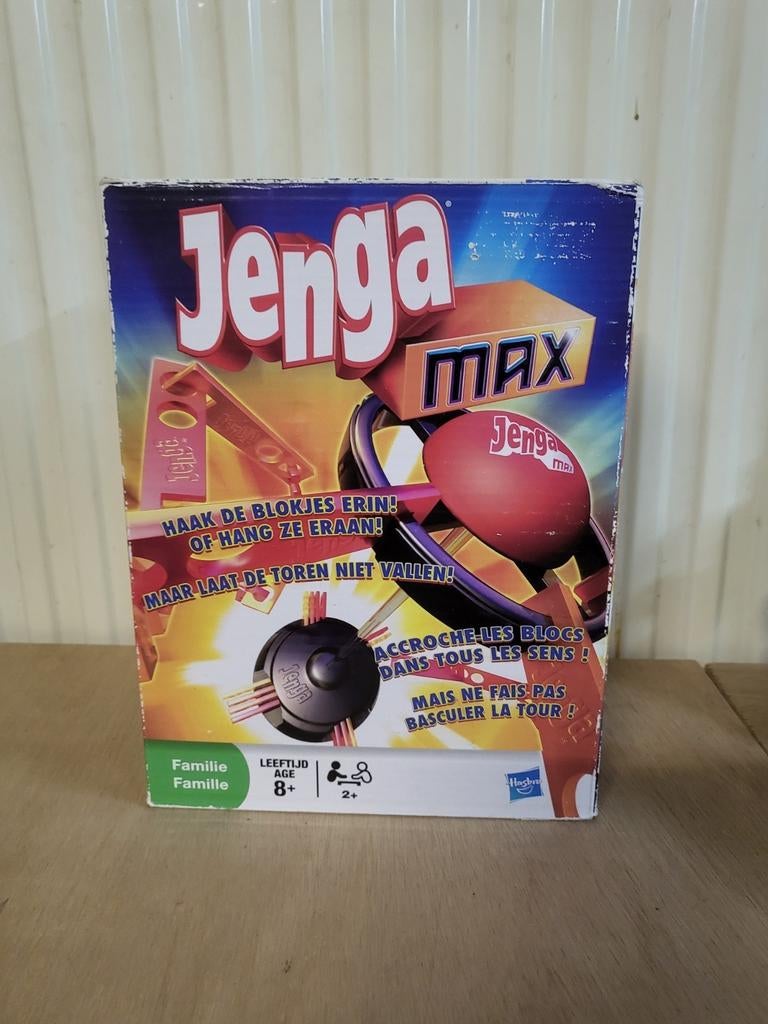 Jenga®
MAX
Jenga
MAX
Jenga
HAAK DE BLOKJES ERIN!
OF HANG ZE ERAAN!
MAAR LAAT DE TOREN NIET VALLEN!
ACCROCHE LES BLOCS
DANS TOUS LES SENS !
Jenga
MAIS NE FAIS PAS
BASCULER LA TOUR !
Familie
Famille
LEEFTIJD
AGE
8+
2+
Hasbro